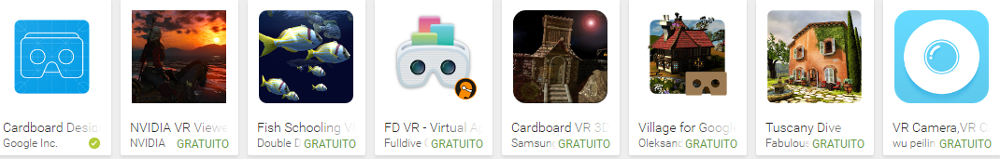 Cardboard Desig
Google Inc.
NVIDIA VR Viewe
NVIDIA GRATUITO
Fish Schooling V
Double D GRATUITO
FD VR - Virtual A
Fulldive GRATUITO
Cardboard VR 3D
Samsung GRATUITO
Village for Googl
Oleksand GRATUITO
Tuscany Dive
Fabulous GRATUITO
VR Camera,VR C
wu peilin GRATUITO